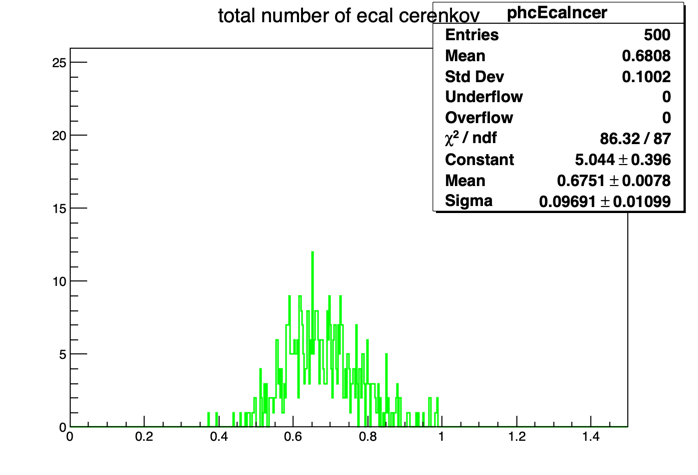 total number of ecal cerenkov
phcEcalncer
Entries 500
Mean 0.6808
Std Dev 0.1002
Underflow 0
Overflow 0
χ² / ndf 86.32 / 87
Constant 5.044 ± 0.396
Mean 0.6751 ± 0.0078
Sigma 0.09691 ± 0.01099
25
20
15
10
5
0
0 0.2 0.4 0.6 0.8 1 1.2 1.4